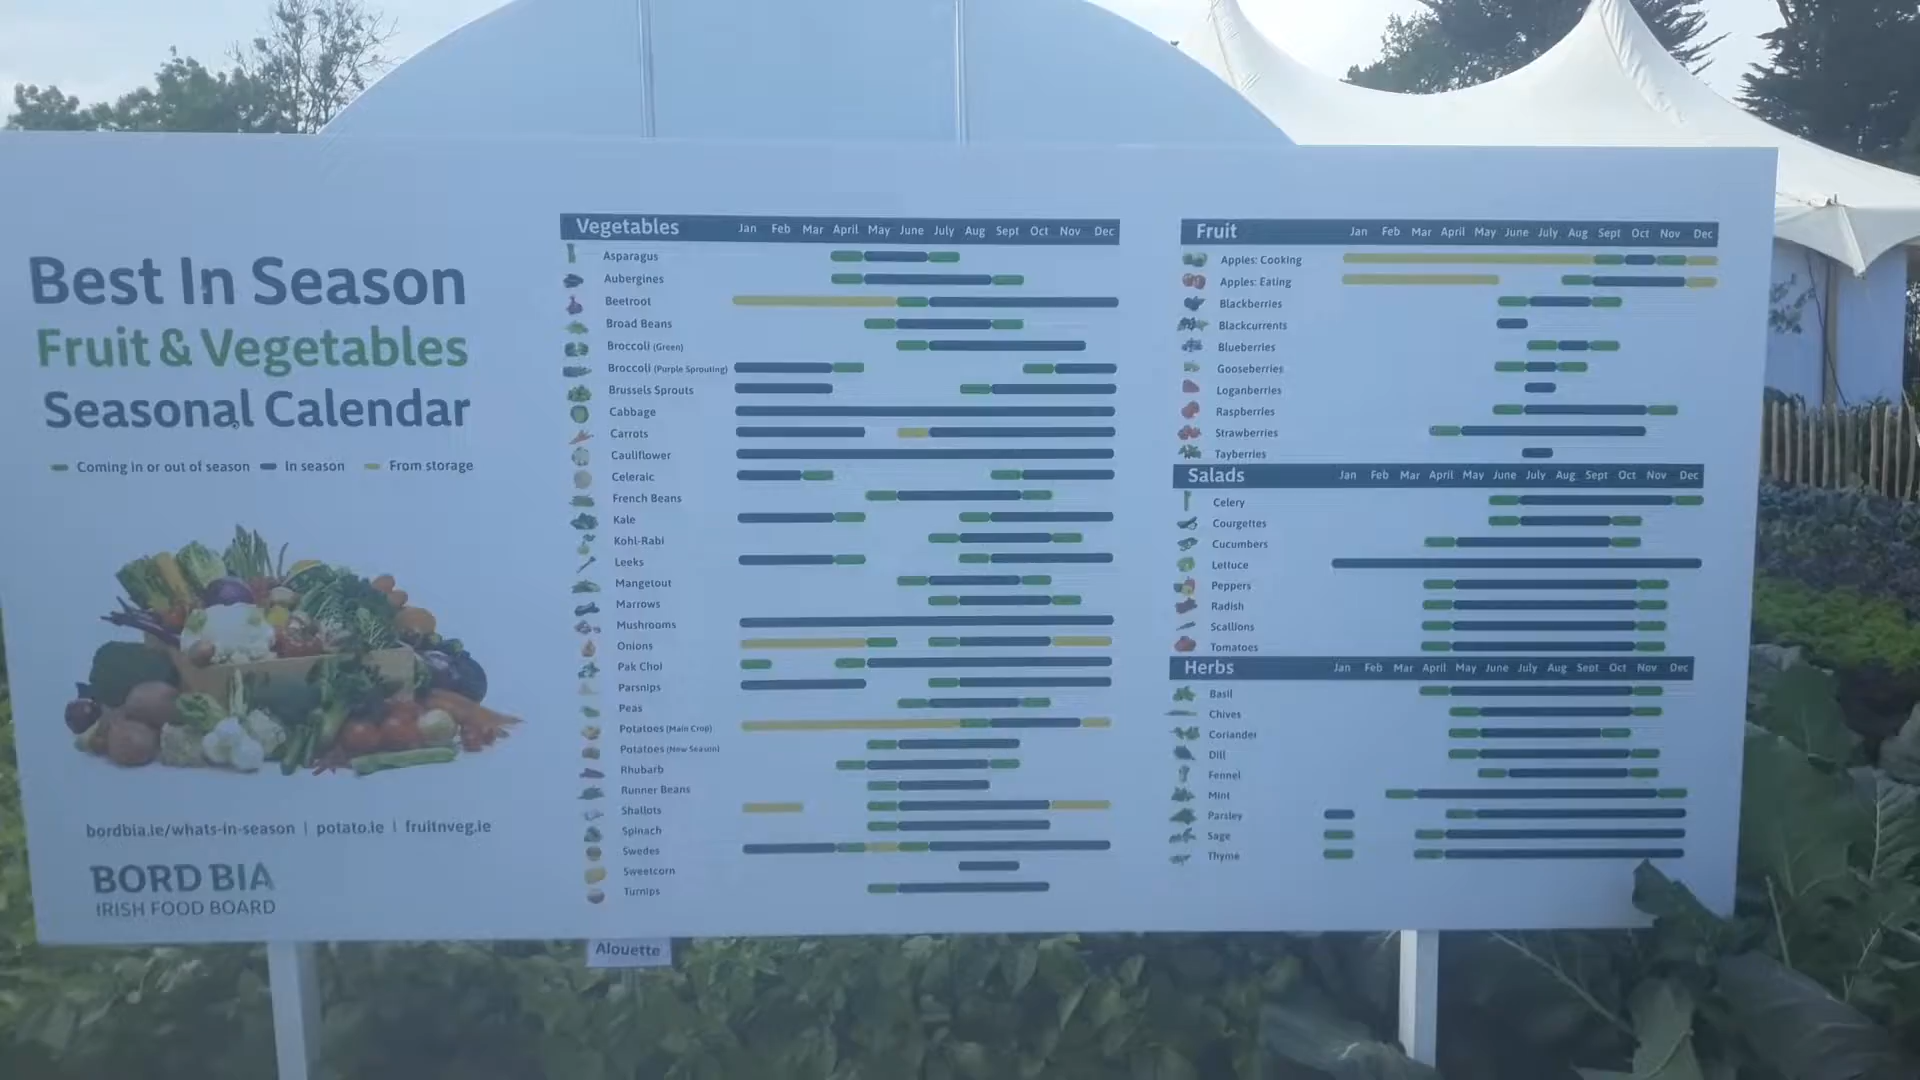 Best In Season
Fruit & Vegetables
Seasonal Calendar
Coming in or out of season In season From storage
bordbia.ie/whats-in-season | potato.ie | fruitnveg.ie
BORD BIA
IRISH FOOD BOARD
Vegetables Jan Feb Mar April May June July Aug Sept Oct Nov Dec
Asparagus
Aubergines
Beetroot
Broad Beans
Broccoli (Green)
Broccoli (Purple Sprouting)
Brussels Sprouts
Cabbage
Carrots
Cauliflower
Celeraic
French Beans
Kale
Kohl-Rabi
Leeks
Mangetout
Marrows
Mushrooms
Onions
Pak Choi
Parsnips
Peas
Potatoes (Main Crop)
Potatoes (New Season)
Rhubarb
Runner Beans
Shallots
Spinach
Swedes
Sweetcorn
Turnips
Fruit Jan Feb Mar April May June July Aug Sept Oct Nov Dec
Apples: Cooking
Apples: Eating
Blackberries
Blackcurrents
Blueberries
Gooseberries
Loganberries
Raspberries
Strawberries
Tayberries
Salads Jan Feb Mar April May June July Aug Sept Oct Nov Dec
Celery
Courgettes
Cucumbers
Lettuce
Peppers
Radish
Scallions
Tomatoes
Herbs Jan Feb Mar April May June July Aug Sept Oct Nov Dec
Basil
Chives
Coriander
Dill
Fennel
Mint
Parsley
Sage
Thyme
Alouette